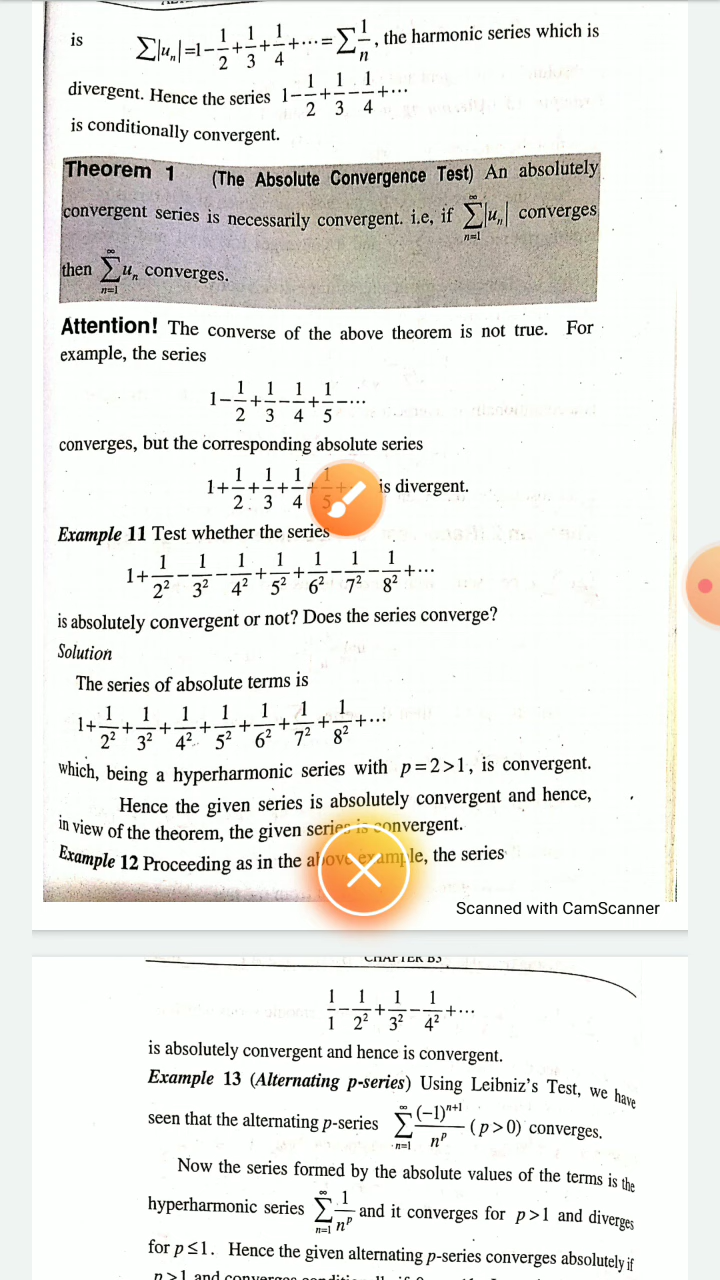 is Σ|uₙ|=1−1/2+1/3+1/4+⋯=Σ1/n, the harmonic series which is
divergent. Hence the series 1−1/2+1/3−1/4+⋯
is conditionally convergent.
Theorem 1 (The Absolute Convergence Test) An absolutely
convergent series is necessarily convergent. i.e, if ∞Σn=1 |uₙ| converges
then ∞Σn=1 uₙ converges.
Attention! The converse of the above theorem is not true. For
example, the series
1−1/2+1/3−1/4+1/5−⋯
converges, but the corresponding absolute series
1+1/2+1/3+1/4+1/5 is divergent.
Example 11 Test whether the series
1+1/2²−1/3²−1/4²+1/5²+1/6²−1/7²−1/8²+⋯
is absolutely convergent or not? Does the series converge?
Solution
The series of absolute terms is
1+1/2²+1/3²+1/4²+1/5²+1/6²+1/7²+1/8²+⋯
which, being a hyperharmonic series with p=2>1, is convergent.
Hence the given series is absolutely convergent and hence,
in view of the theorem, the given series is convergent.
Example 12 Proceeding as in the above example, the series
Scanned with CamScanner
CHAPTER B3
1/1−1/2²+1/3²−1/4²+⋯
is absolutely convergent and hence is convergent.
Example 13 (Alternating p-series) Using Leibniz's Test, we have
seen that the alternating p-series ∞Σn=1 (−1)ⁿ⁺¹/nᵖ (p>0) converges.
Now the series formed by the absolute values of the terms is the
hyperharmonic series ∞Σn=1 1/nᵖ and it converges for p>1 and diverges
for p≤1. Hence the given alternating p-series converges absolutely if
p>1 and converges